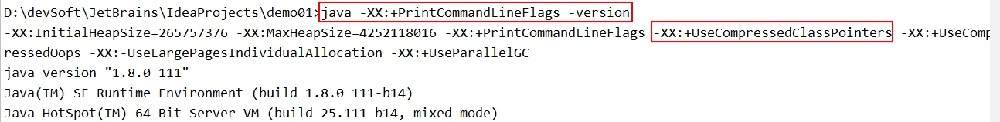 D:\devSoft\JetBrains\IdeaProjects\demo01>java -XX:+PrintCommandLineFlags -version
-XX:InitialHeapSize=265757376 -XX:MaxHeapSize=4252118016 -XX:+PrintCommandLineFlags -XX:+UseCompressedClassPointers -XX:+UseComp
ressedOops -XX:-UseLargePagesIndividualAllocation -XX:+UseParallelGC
java version "1.8.0_111"
Java(TM) SE Runtime Environment (build 1.8.0_111-b14)
Java HotSpot(TM) 64-Bit Server VM (build 25.111-b14, mixed mode)